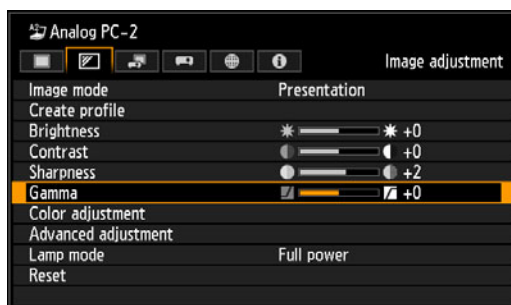 Analog PC-2
Image adjustment
Image mode Presentation
Create profile
Brightness +0
Contrast +0
Sharpness +2
Gamma +0
Color adjustment
Advanced adjustment
Lamp mode Full power
Reset